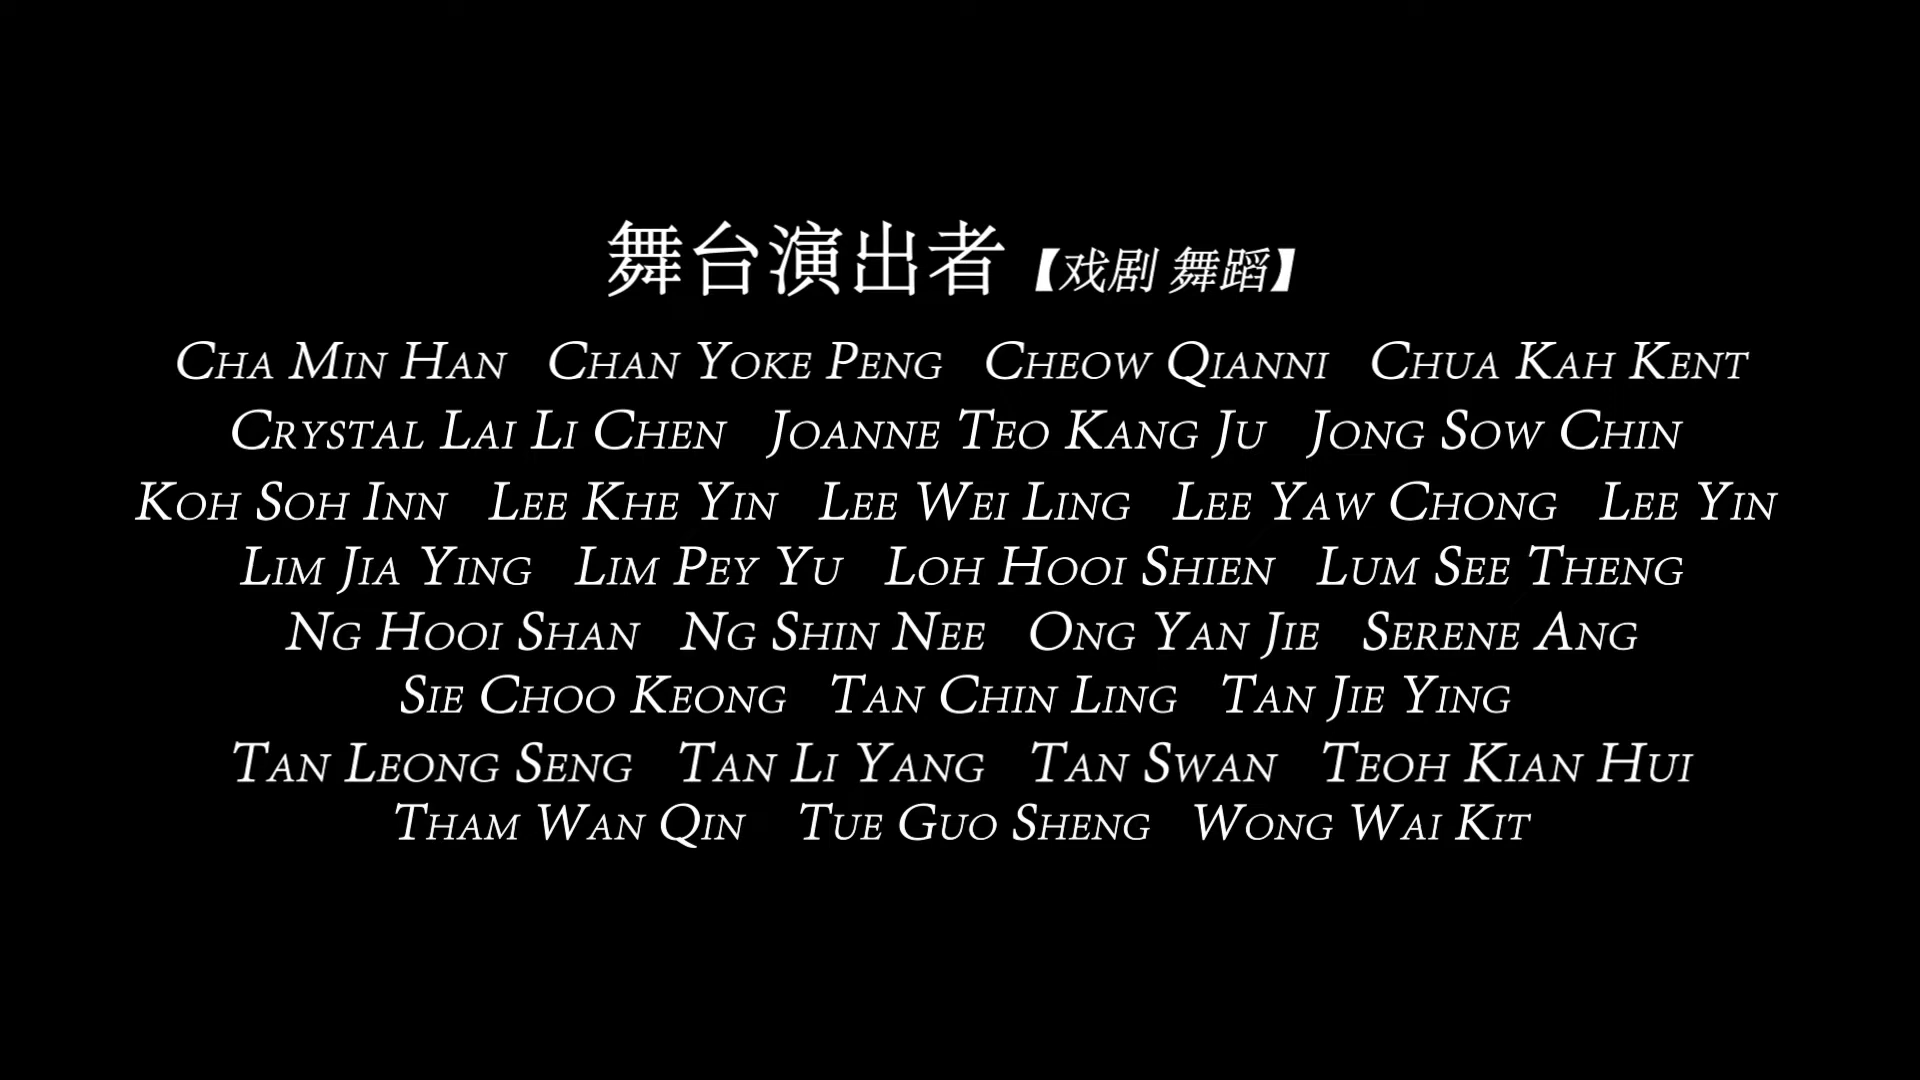 舞台演出者【戏剧 舞蹈】
Cha Min Han Chan Yoke Peng Cheow Qianni Chua Kah Kent
Crystal Lai Li Chen Joanne Teo Kang Ju Jong Sow Chin
Koh Soh Inn Lee Khe Yin Lee Wei Ling Lee Yaw Chong Lee Yin
Lim Jia Ying Lim Pey Yu Loh Hooi Shien Lum See Theng
Ng Hooi Shan Ng Shin Nee Ong Yan Jie Serene Ang
Sie Choo Keong Tan Chin Ling Tan Jie Ying
Tan Leong Seng Tan Li Yang Tan Swan Teoh Kian Hui
Tham Wan Qin Tue Guo Sheng Wong Wai Kit